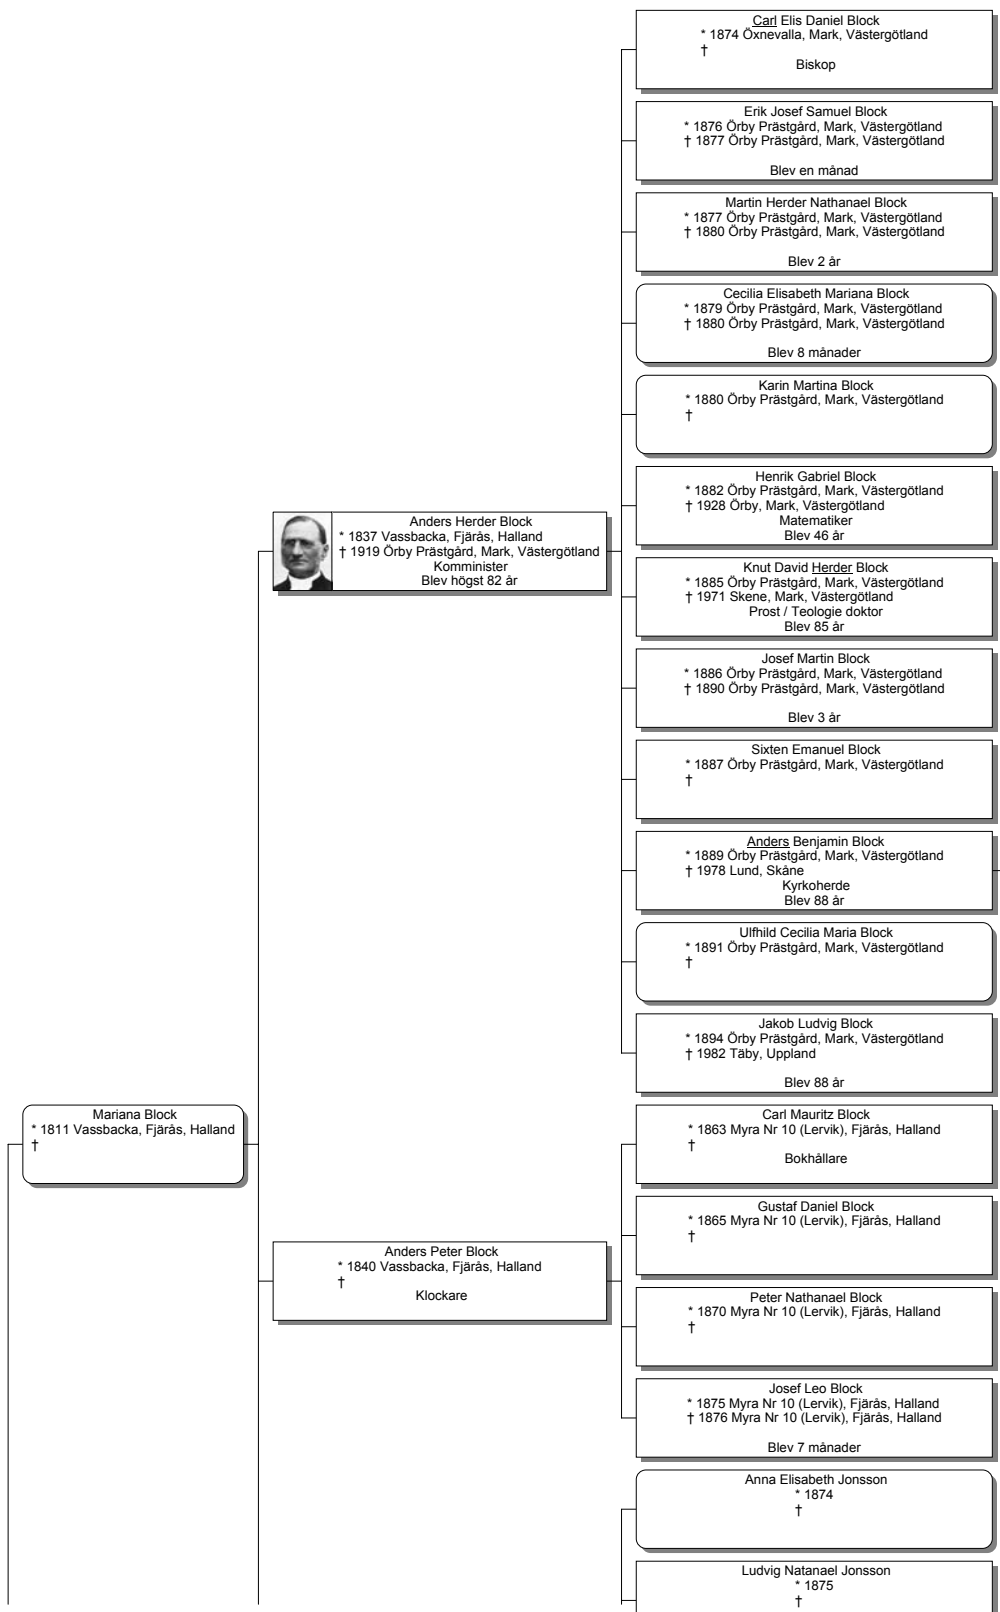 Carl Elis Daniel Block
* 1874 Öxnevalla, Mark, Västergötland
†
Biskop
Erik Josef Samuel Block
* 1876 Örby Prästgård, Mark, Västergötland
† 1877 Örby Prästgård, Mark, Västergötland
Blev en månad
Martin Herder Nathanael Block
* 1877 Örby Prästgård, Mark, Västergötland
† 1880 Örby Prästgård, Mark, Västergötland
Blev 2 år
Cecilia Elisabeth Mariana Block
* 1879 Örby Prästgård, Mark, Västergötland
† 1880 Örby Prästgård, Mark, Västergötland
Blev 8 månader
Karin Martina Block
* 1880 Örby Prästgård, Mark, Västergötland
†
Henrik Gabriel Block
* 1882 Örby Prästgård, Mark, Västergötland
† 1928 Örby, Mark, Västergötland
Matematiker
Blev 46 år
Anders Herder Block
* 1837 Vassbacka, Fjärås, Halland
† 1919 Örby Prästgård, Mark, Västergötland
Komminister
Blev högst 82 år
Knut David Herder Block
* 1885 Örby Prästgård, Mark, Västergötland
† 1971 Skene, Mark, Västergötland
Prost / Teologie doktor
Blev 85 år
Josef Martin Block
* 1886 Örby Prästgård, Mark, Västergötland
† 1890 Örby Prästgård, Mark, Västergötland
Blev 3 år
Sixten Emanuel Block
* 1887 Örby Prästgård, Mark, Västergötland
†
Anders Benjamin Block
* 1889 Örby Prästgård, Mark, Västergötland
† 1978 Lund, Skåne
Kyrkoherde
Blev 88 år
Ulfhild Cecilia Maria Block
* 1891 Örby Prästgård, Mark, Västergötland
†
Jakob Ludvig Block
* 1894 Örby Prästgård, Mark, Västergötland
† 1982 Täby, Uppland
Blev 88 år
Mariana Block
* 1811 Vassbacka, Fjärås, Halland
†
Carl Mauritz Block
* 1863 Myra Nr 10 (Lervik), Fjärås, Halland
†
Bokhållare
Gustaf Daniel Block
* 1865 Myra Nr 10 (Lervik), Fjärås, Halland
†
Anders Peter Block
* 1840 Vassbacka, Fjärås, Halland
†
Klockare
Peter Nathanael Block
* 1870 Myra Nr 10 (Lervik), Fjärås, Halland
†
Josef Leo Block
* 1875 Myra Nr 10 (Lervik), Fjärås, Halland
† 1876 Myra Nr 10 (Lervik), Fjärås, Halland
Blev 7 månader
Anna Elisabeth Jonsson
* 1874
†
Ludvig Natanael Jonsson
* 1875
†